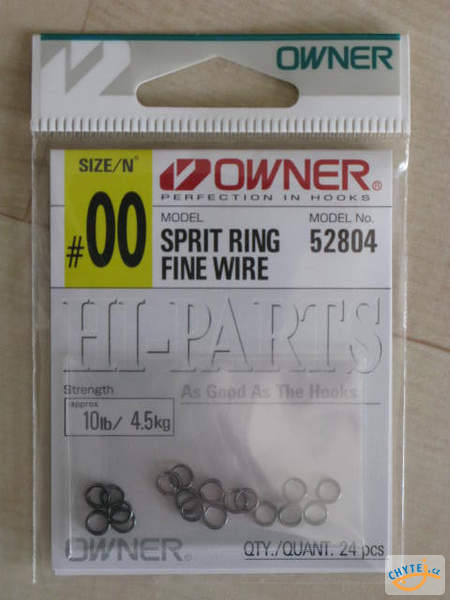 OWNER
SIZE/N°
#00
OWNER®
PERFECTION IN HOOKS
MODEL
SPRIT RING
FINE WIRE
MODEL No.
52804
HI-PARTS
Strength
As Good As The Hooks
approx
10lb/ 4.5kg
OWNER
QTY./QUANT. 24 pcs
CHYTEJ.cz